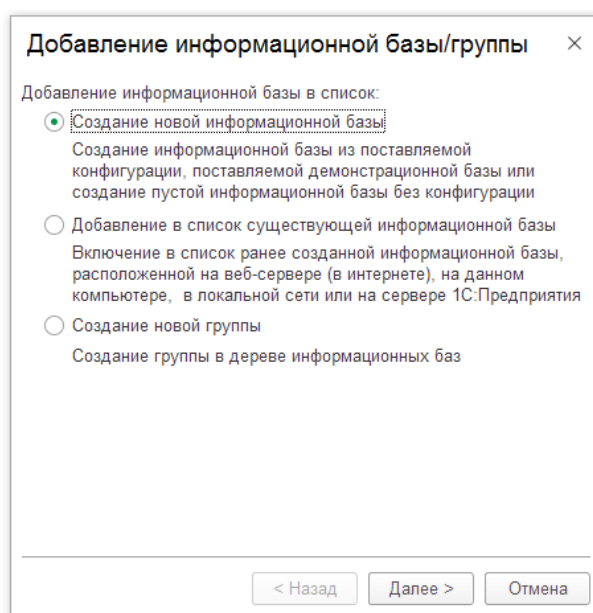 Добавление информационной базы/группы
Добавление информационной базы в список:
Создание новой информационной базы
Создание информационной базы из поставляемой
конфигурации, поставляемой демонстрационной базы или
создание пустой информационной базы без конфигурации
Добавление в список существующей информационной базы
Включение в список ранее созданной информационной базы,
расположенной на веб-сервере (в интернете), на данном
компьютере, в локальной сети или на сервере 1С:Предприятия
Создание новой группы
Создание группы в дереве информационных баз
< Назад Далее > Отмена